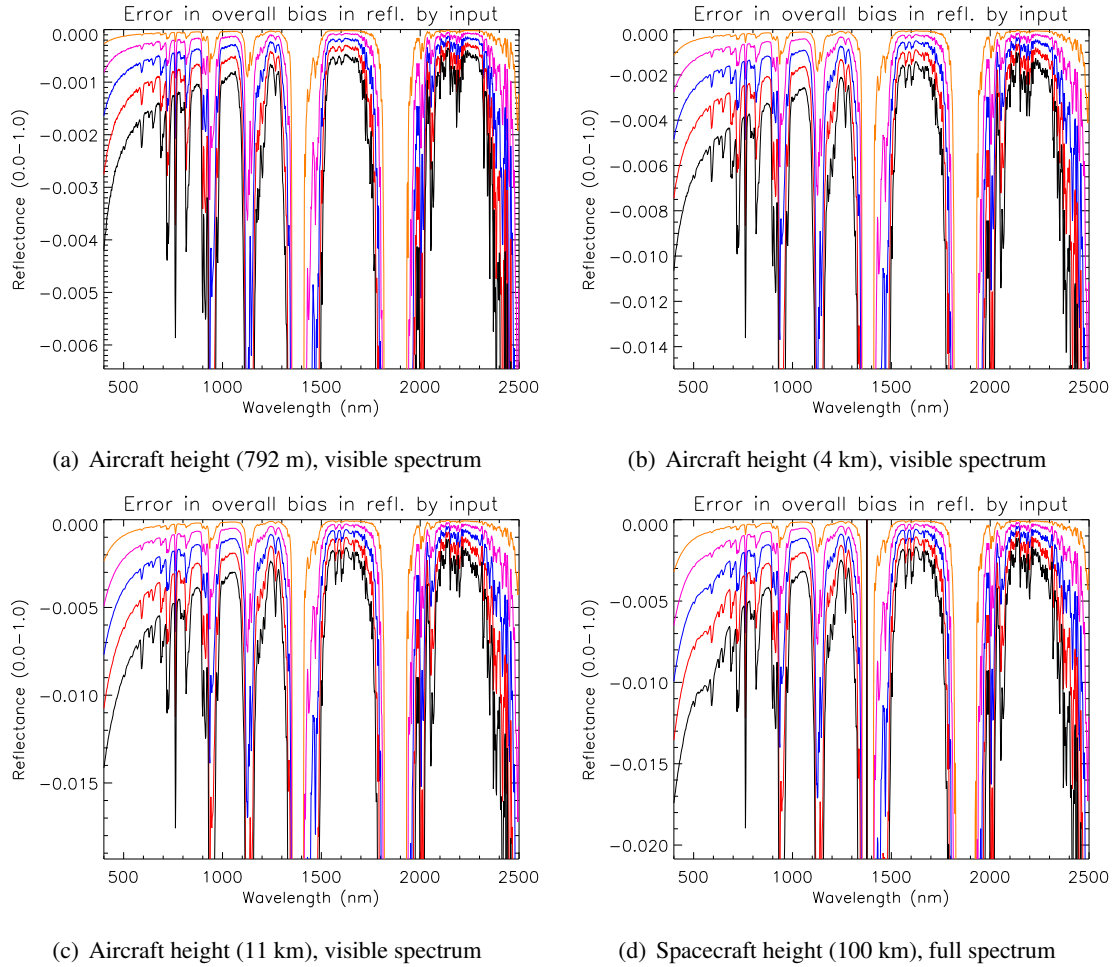 Error in overall bias in refl. by input
Reflectance (0.0-1.0)
0.000
-0.001
-0.002
-0.003
-0.004
-0.005
-0.006
500 1000 1500 2000 2500
Wavelength (nm)
(a) Aircraft height (792 m), visible spectrum
Error in overall bias in refl. by input
Reflectance (0.0-1.0)
0.000
-0.002
-0.004
-0.006
-0.008
-0.010
-0.012
-0.014
500 1000 1500 2000 2500
Wavelength (nm)
(b) Aircraft height (4 km), visible spectrum
Error in overall bias in refl. by input
Reflectance (0.0-1.0)
0.000
-0.005
-0.010
-0.015
500 1000 1500 2000 2500
Wavelength (nm)
(c) Aircraft height (11 km), visible spectrum
Error in overall bias in refl. by input
Reflectance (0.0-1.0)
0.000
-0.005
-0.010
-0.015
-0.020
500 1000 1500 2000 2500
Wavelength (nm)
(d) Spacecraft height (100 km), full spectrum